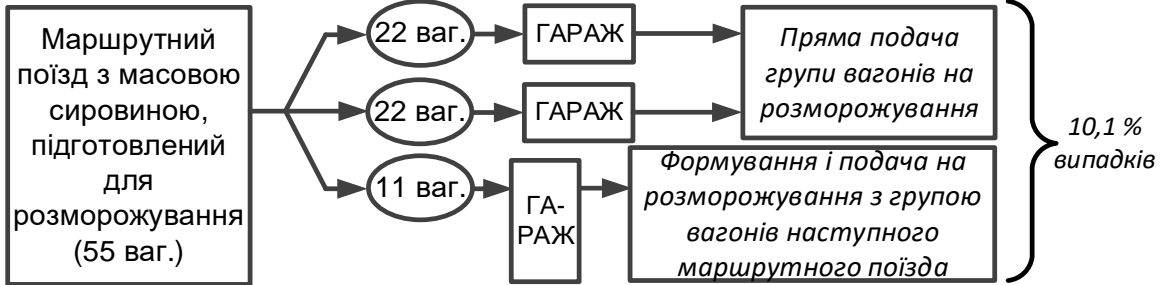 Маршрутний
поїзд з масовою
сировиною,
підготовлений
для
розморожування
(55 ваг.)
22 ваг.
ГАРАЖ
22 ваг.
ГАРАЖ
Пряма подача
групи вагонів на
розморожування
11 ваг.
ГА-
РАЖ
Формування і подача на
розморожування з групою
вагонів наступного
маршрутного поїзда
10,1 %
випадків